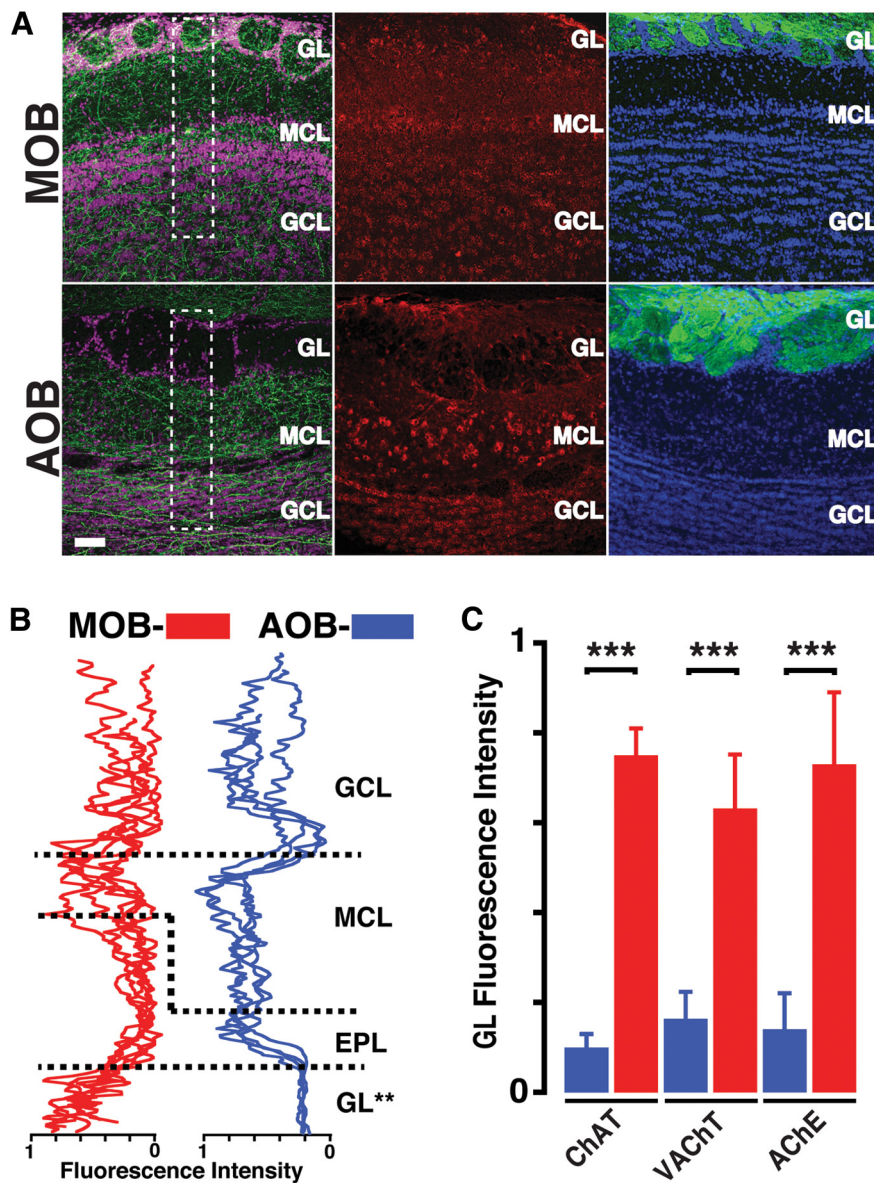 A
MOB
GL
MCL
GCL
GL
MCL
GCL
GL
MCL
GCL
AOB
GL
MCL
GCL
GL
MCL
GCL
GL
MCL
GCL
B
MOB-
AOB-
GCL
MCL
EPL
GL**
1 0 1 0
Fluorescence Intensity
C
1
*** *** ***
GL Fluorescence Intensity
0
ChAT
VAChT
AChE